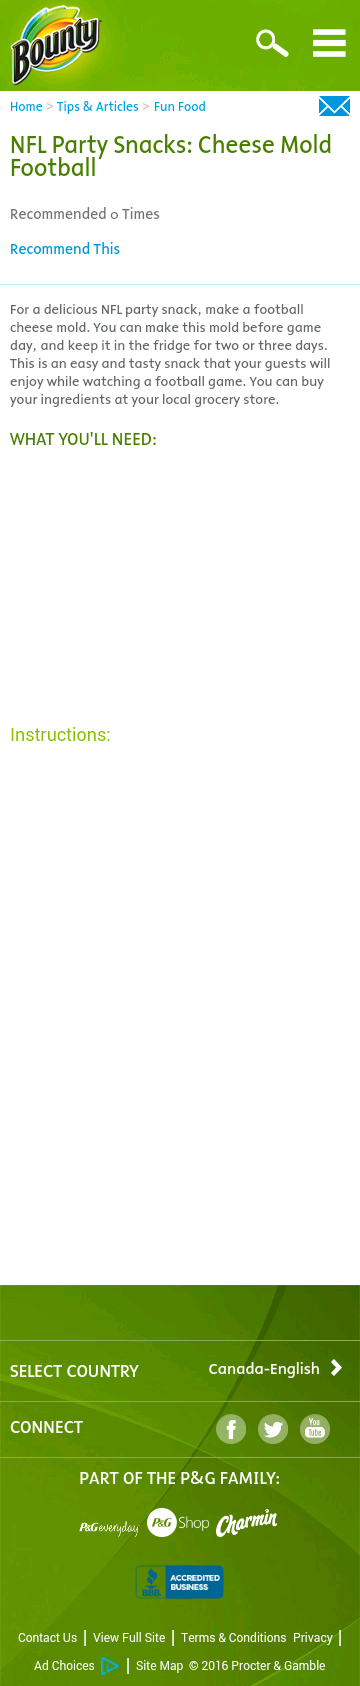 Bounty
Home > Tips & Articles > Fun Food
NFL Party Snacks: Cheese Mold
Football
Recommended 0 Times
Recommend This
For a delicious NFL party snack, make a football
cheese mold. You can make this mold before game
day, and keep it in the fridge for two or three days.
This is an easy and tasty snack that your guests will
enjoy while watching a football game. You can buy
your ingredients at your local grocery store.
WHAT YOU'LL NEED:
Instructions:
SELECT COUNTRY Canada-English
CONNECT
You
Tube
PART OF THE P&G FAMILY:
P&G everyday P&G Shop Charmin
BBB. ACCREDITED
BUSINESS
Contact Us | View Full Site | Terms & Conditions Privacy |
Ad Choices | Site Map © 2016 Procter & Gamble